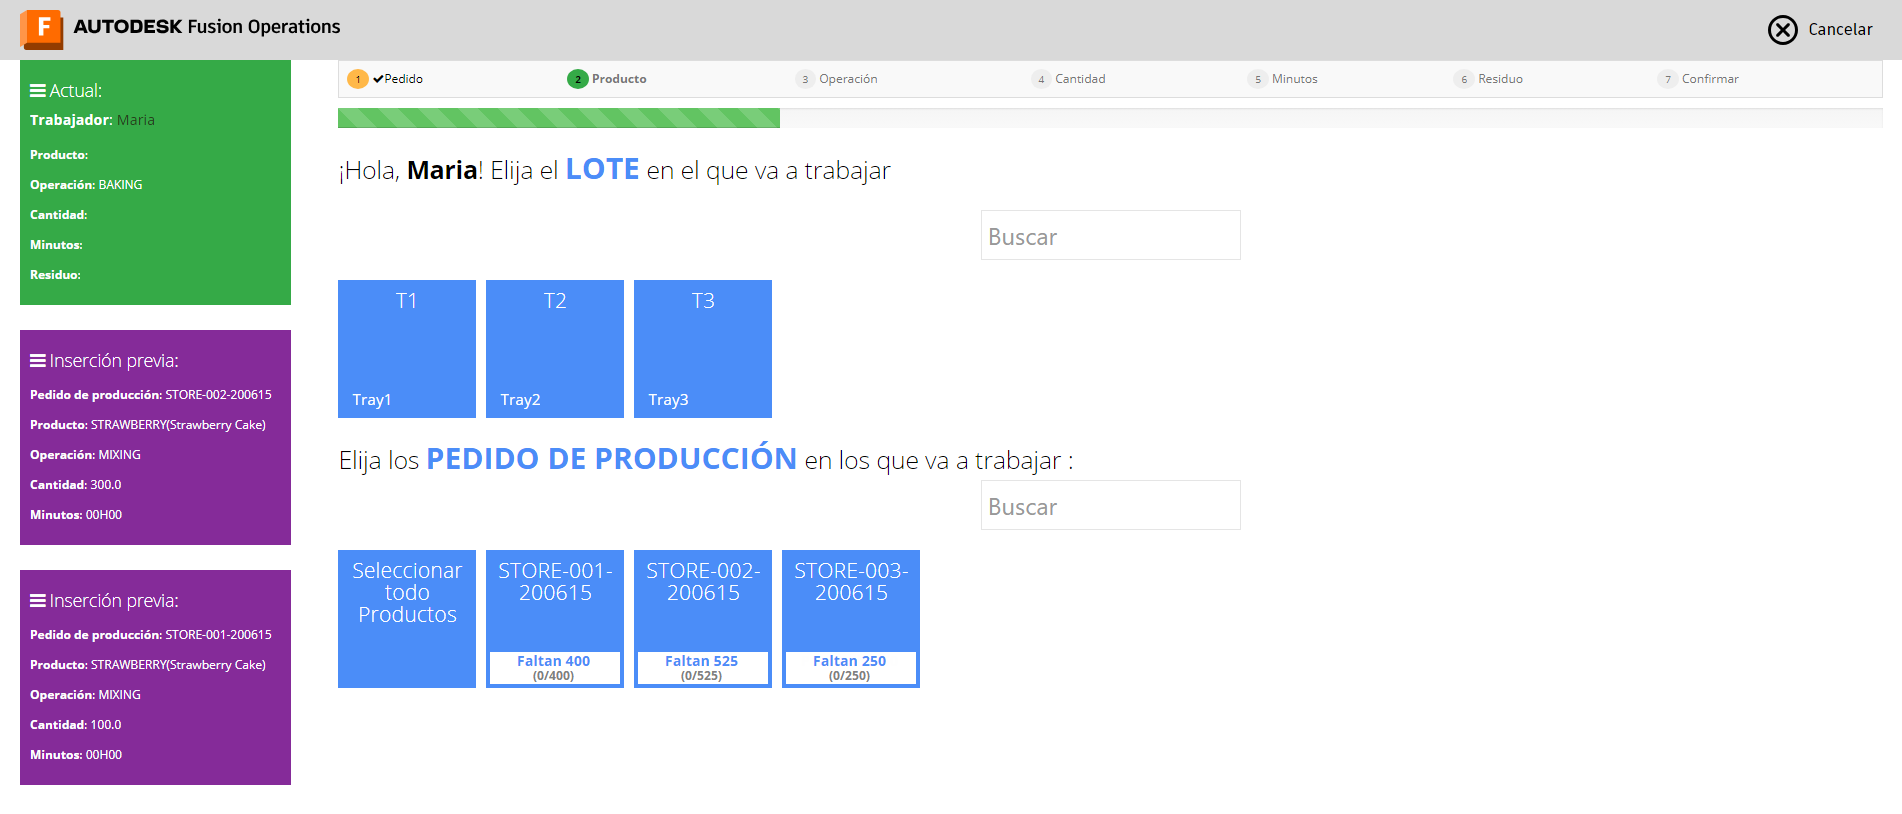 F AUTODESK Fusion Operations
Cancelar
Actual:
Trabajador: Maria
Producto:
Operación: BAKING
Cantidad:
Minutos:
Residuo:
Inserción previa:
Pedido de producción: STORE-002-200615
Producto: STRAWBERRY(Strawberry Cake)
Operación: MIXING
Cantidad: 300.0
Minutos: 00H00
Inserción previa:
Pedido de producción: STORE-001-200615
Producto: STRAWBERRY(Strawberry Cake)
Operación: MIXING
Cantidad: 100.0
Minutos: 00H00
1 ✔Pedido
2 Producto
3 Operación
4 Cantidad
5 Minutos
6 Residuo
7 Confirmar
¡Hola, Maria! Elija el LOTE en el que va a trabajar
Buscar
T1
Tray1
T2
Tray2
T3
Tray3
Elija los PEDIDO DE PRODUCCIÓN en los que va a trabajar :
Buscar
Seleccionar
todo
Productos
STORE-001-
200615
Faltan 400
(0/400)
STORE-002-
200615
Faltan 525
(0/525)
STORE-003-
200615
Faltan 250
(0/250)